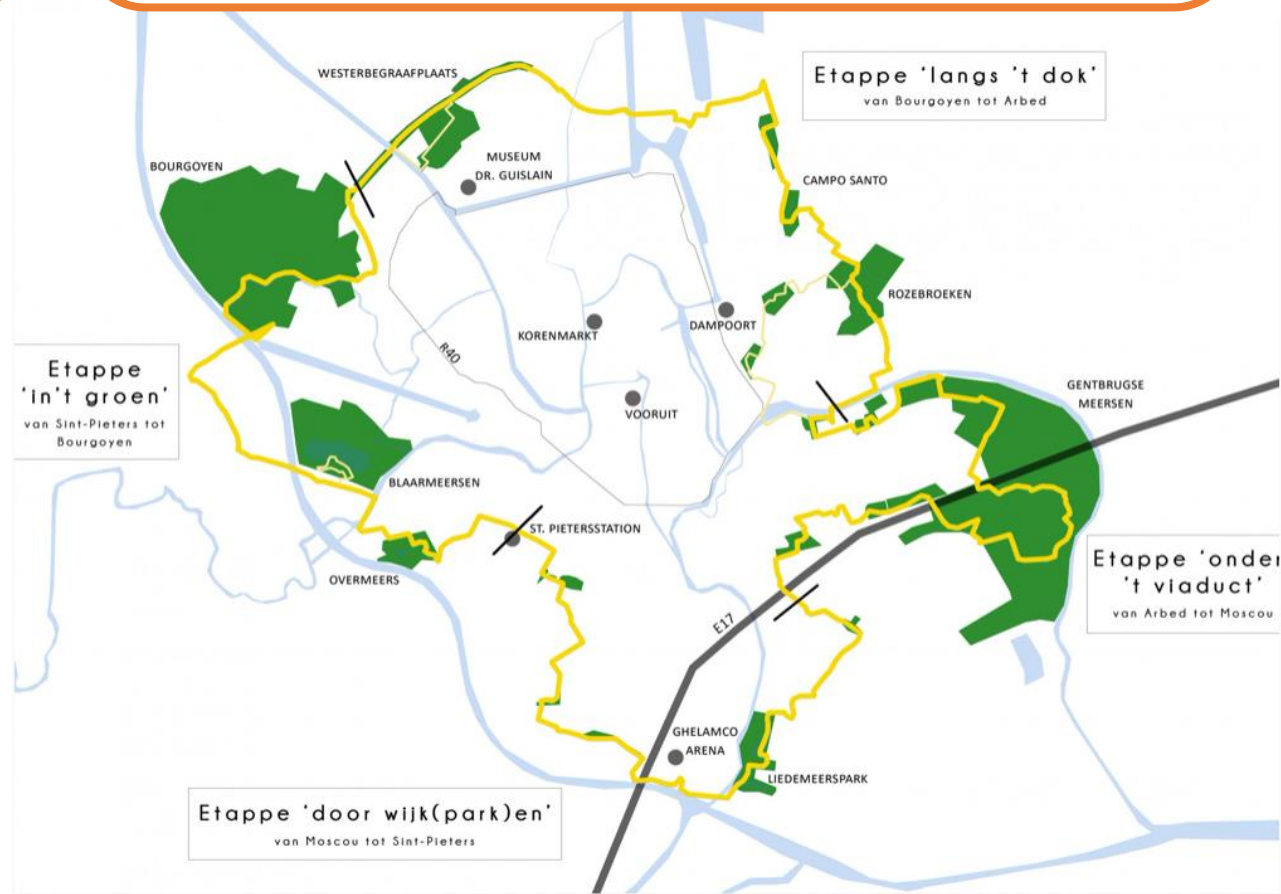 WESTERBEGRAAFPLAATS
Etappe 'langs 't dok'
van Bourgoyen tot Arbed
BOURGOYEN
MUSEUM
DR. GUISLAIN
CAMPO SANTO
ROZEBROEKEN
KORENMARKT
DAMPOORT
R40
Etappe
'in't groen'
van Sint-Pieters tot
Bourgoyen
VOORUIT
GENTBRUGSE
MEERSEN
BLAARMEERSEN
ST. PIETERSSTATION
OVERMEERS
Etappe 'onder
't viaduct'
van Arbed tot Moscou
E17
GHELAMCO
ARENA
LIEDEMEERSPARK
Etappe 'door wijk(park)en'
van Moscou tot Sint-Pieters